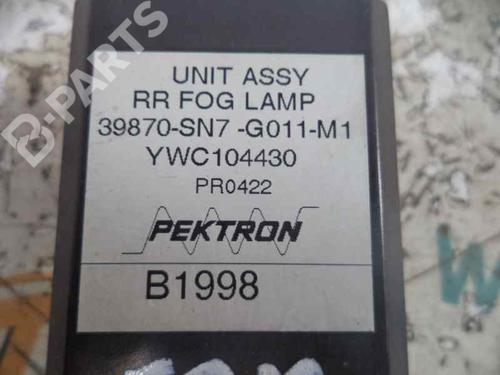 B-PARTS
UNIT ASSY
RR FOG LAMP
39870-SN7 -G011-M1
YWC104430
PR0422
PEKTRON
B1998